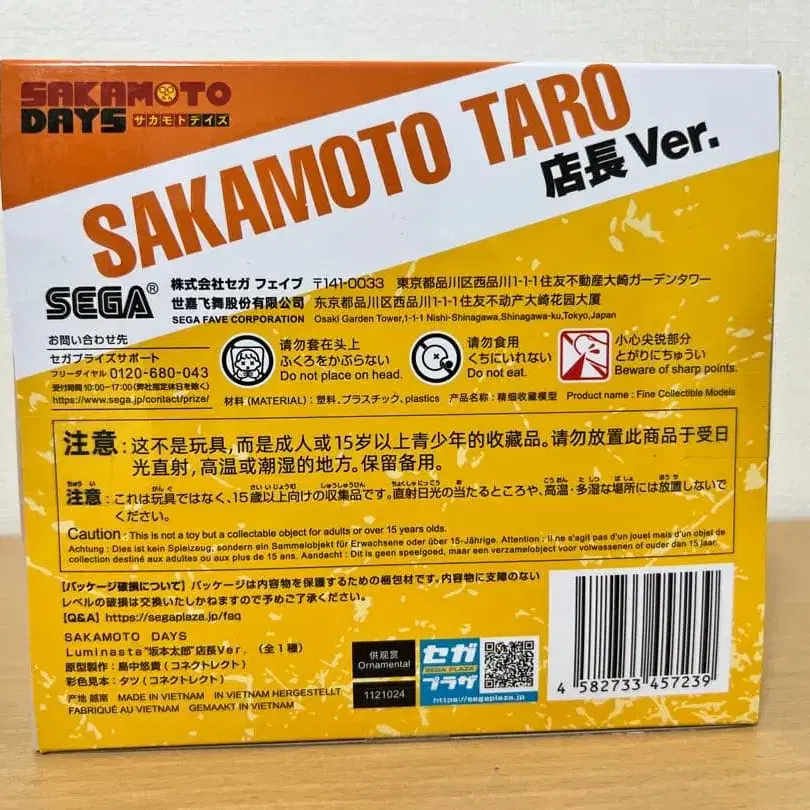 SAKAMOTO
DAYS サカモトデイズ
SAKAMOTO TARO
店長 Ver.
SEGA®
株式会社セガ フェイブ 〒141-0033 東京都品川区西品川1-1-1住友不動産大崎ガーデンタワー
世嘉飞舞股份有限公司 东京都品川区西品川1-1-1住友不动产大崎花园大厦
SEGA FAVE CORPORATION Osaki Garden Tower,1-1-1 Nishi-Shinagawa,Shinagawa-ku,Tokyo,Japan
お問い合わせ先
セガプライズサポート
フリーダイヤル 0120-680-043
受付時間 10:00~17:00(弊社指定休日を除く)
https://www.sega.jp/contact/prize/
请勿套在头上
ふくろをかぶらない
Do not place on head.
请勿食用
くちにいれない
Do not eat.
小心尖锐部分
とがりにちゅうい
Beware of sharp points.
材料(MATERIAL):塑料、プラスチック、plastics 产品名称:精细收藏模型 Product name : Fine Collectible Models
注意:这不是玩具,而是成人或15岁以上青少年的收藏品。请勿放置此商品于受日
光直射,高温或潮湿的地方。保留备用。
注意:これは玩具ではなく、15歳以上向けの収集品です。直射日光の当たるところや、高温・多湿な場所には放置しないで
ください。
Caution : This is not a toy but a collectable object for adults or over 15 years olds.
Achtung : Dies ist kein Spielzeug, sondern ein Sammelobjekt für Erwachsene oder über 15-Jährige. Attention : Il ne s'agit pas d'un jouet mais d'un objet de
collection destiné aux adultes ou aux plus de 15 ans. Aandacht : Dit is geen speelgoed, maar een verzamelobject voor volwassenen of ouder dan 15 jaar.
【パッケージ破損について】パッケージは内容物を保護するための梱包材です。内容物に支障のない
レベルの破損は交換いたしかねますので予めご了承ください。
【Q&A】https://segaplaza.jp/faq
SAKAMOTO DAYS
Luminasta"坂本太郎"店長Ver. (全1種)
原型製作:島中悠貴(コネクトレクト)
彩色見本:タツ(コネクトレクト)
产地 越南 MADE IN VIETNAM IN VIETNAM HERGESTELLT
FABRIQUÉ AU VIETNAM GEMAAKT IN VIETNAM
供观赏
Ornamental
1121024
セガ
SEGA PLAZA
プラザ
https://segaplaza.jp
4 582733 457239